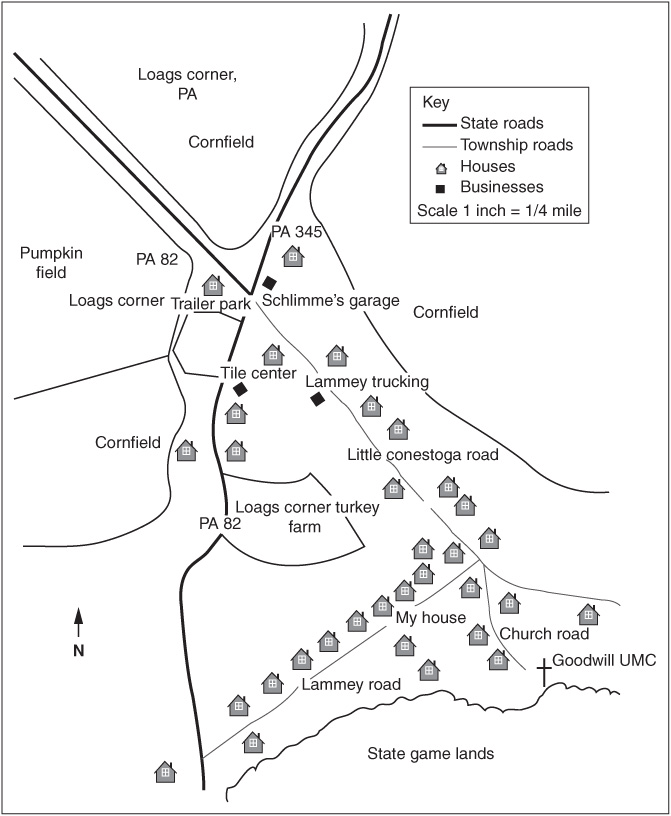 Loags corner,
PA
Cornfield
Key
State roads
Township roads
Houses
Businesses
Scale 1 inch = 1/4 mile
PA 345
Pumpkin
field
PA 82
Loags corner
Trailer park
Schlimme's garage
Cornfield
Tile center
Lammey trucking
Cornfield
Little conestoga road
Loags corner turkey
farm
PA 82
N
My house
Church road
Goodwill UMC
Lammey road
State game lands